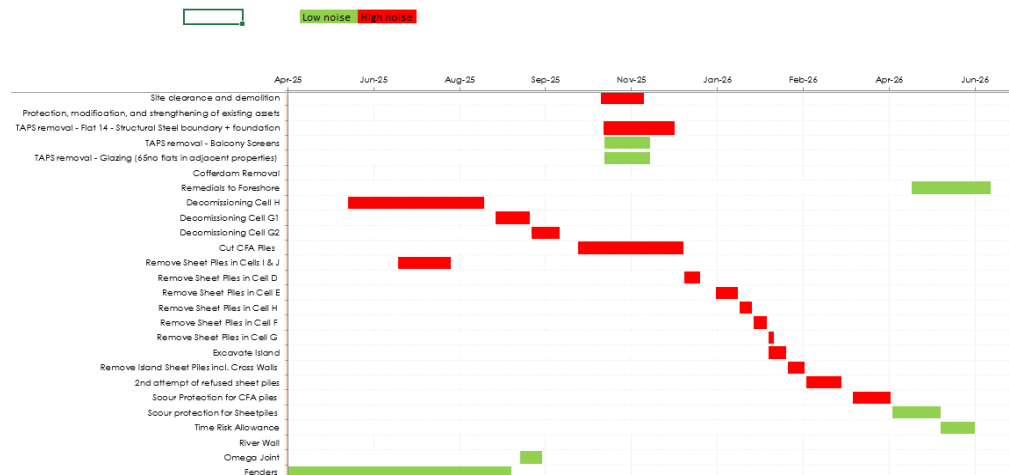 Low noise High noise
Apr-25 Jun-25 Aug-25 Sep-25 Nov-25 Jan-26 Feb-26 Apr-26 Jun-26
Site clearance and demolition
Protection, modification, and strengthening of existing assets
TAPS removal - Flat 14 - Structural Steel boundary + foundation
TAPS removal - Balcony Screens
TAPS removal - Glazing (65no flats in adjacent properties)
Cofferdam Removal
Remedials to Foreshore
Decomissioning Cell H
Decomissioning Cell G1
Decomissioning Cell G2
Cut CFA Piles
Remove Sheet Piles in Cells I & J
Remove Sheet Piles in Cell D
Remove Sheet Piles in Cell E
Remove Sheet Piles in Cell H
Remove Sheet Piles in Cell F
Remove Sheet Piles in Cell G
Excavate Island
Remove Island Sheet Piles incl. Cross Walls
2nd attempt of refused sheet piles
Scour Protection for CFA piles
Scour protection for Sheetpiles
Time Risk Allowance
River Wall
Omega Joint
Fenders